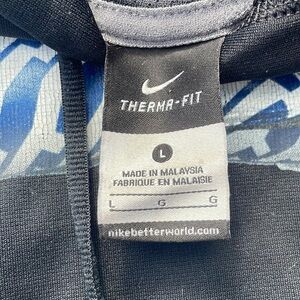 THERMA-FIT
L
MADE IN MALAYSIA
FABRIQUE EN MALAISIE
L G G
nikebetterworld.com